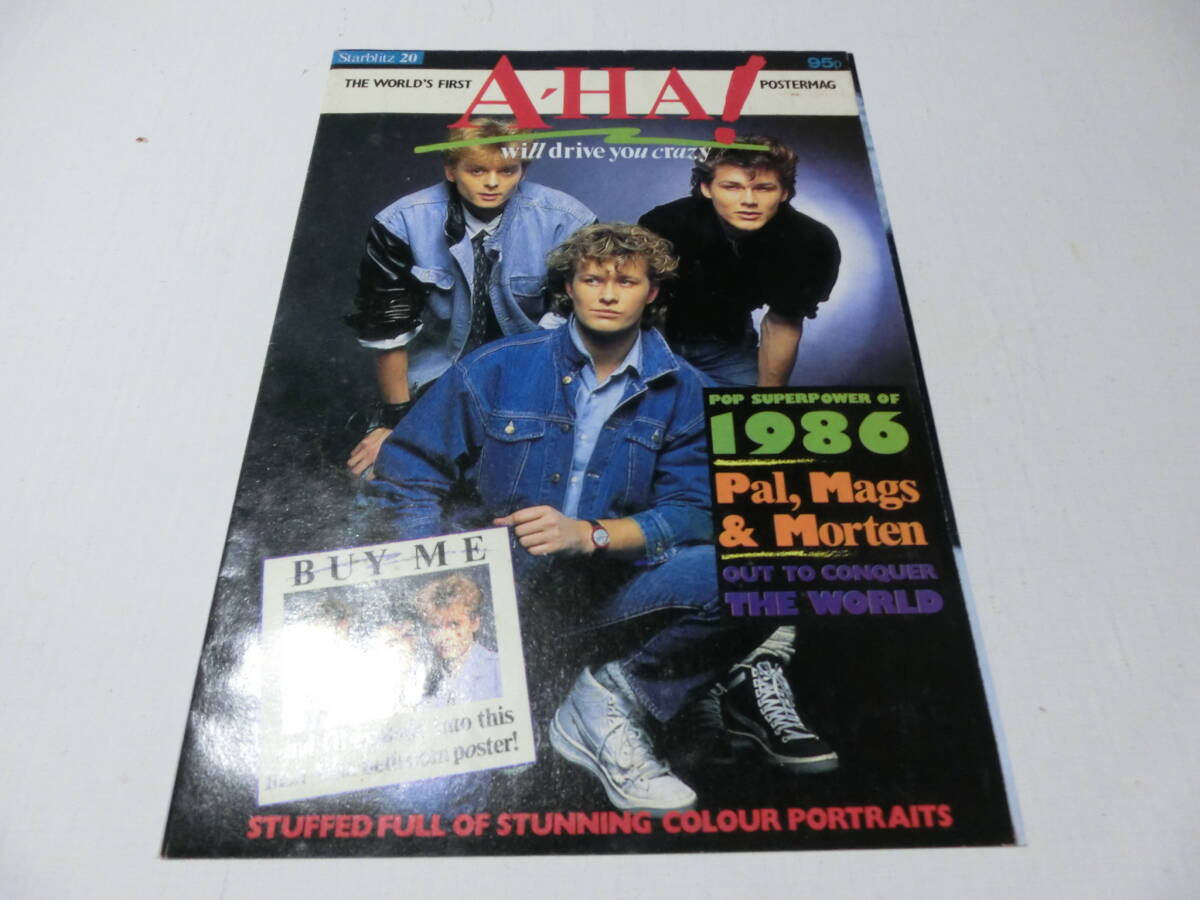 Starblitz 20
95p
THE WORLD'S FIRST
A-HA!
POSTERMAG
will drive you crazy
POP SUPERPOWER OF
1986
Pal, Mags
& Morten
OUT TO CONQUER
THE WORLD
BUY ME
into this
poster!
STUFFED FULL OF STUNNING COLOUR PORTRAITS